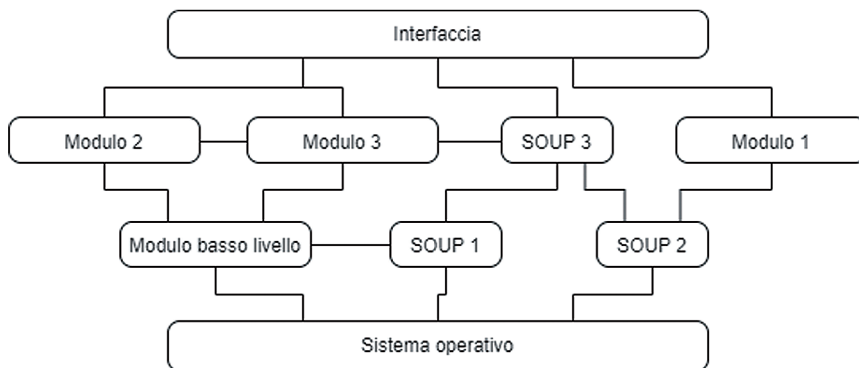 Interfaccia
Modulo 2
Modulo 3
SOUP 3
Modulo 1
Modulo basso livello
SOUP 1
SOUP 2
Sistema operativo